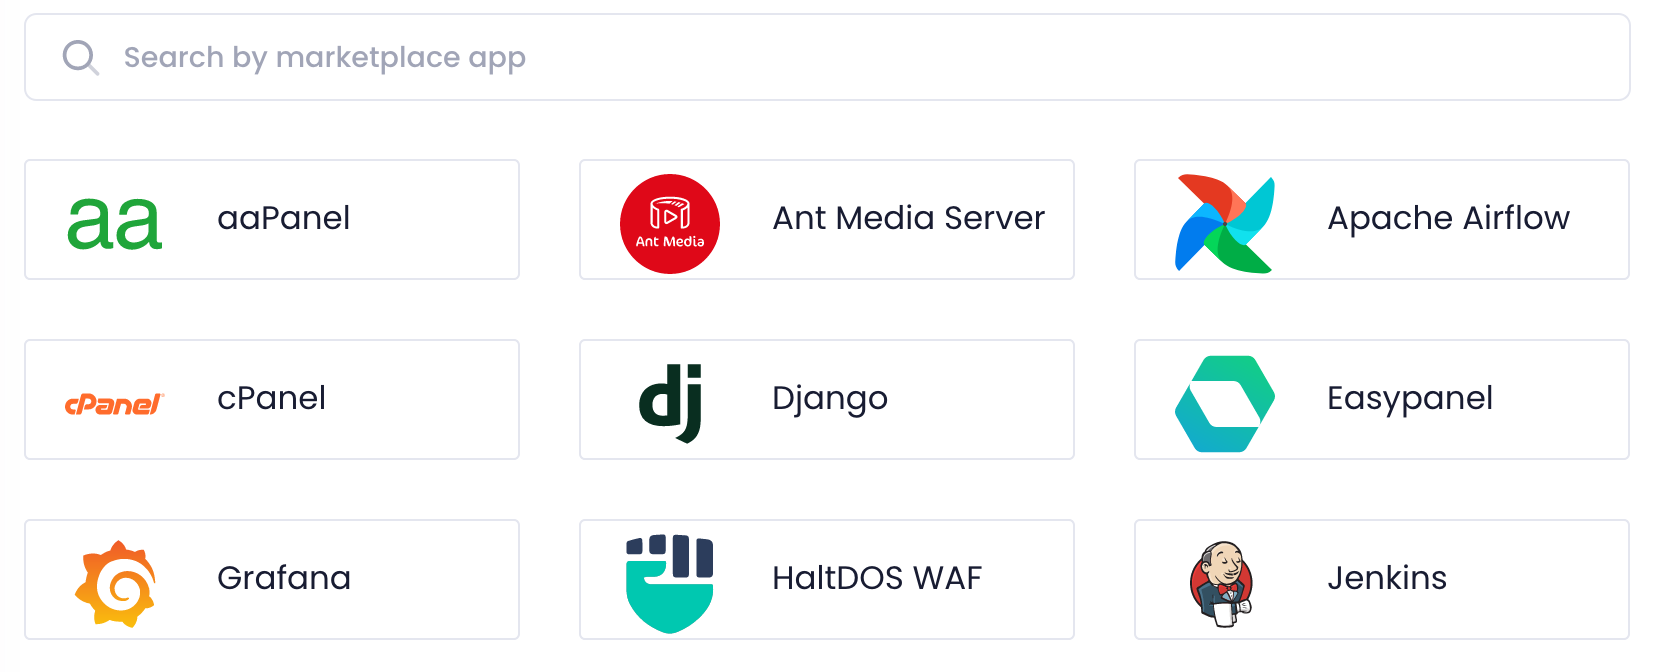 Search by marketplace app
aa aaPanel
Ant Media Ant Media Server
Apache Airflow
cPanel cPanel
dj Django
Easypanel
Grafana
HaltDOS WAF
Jenkins